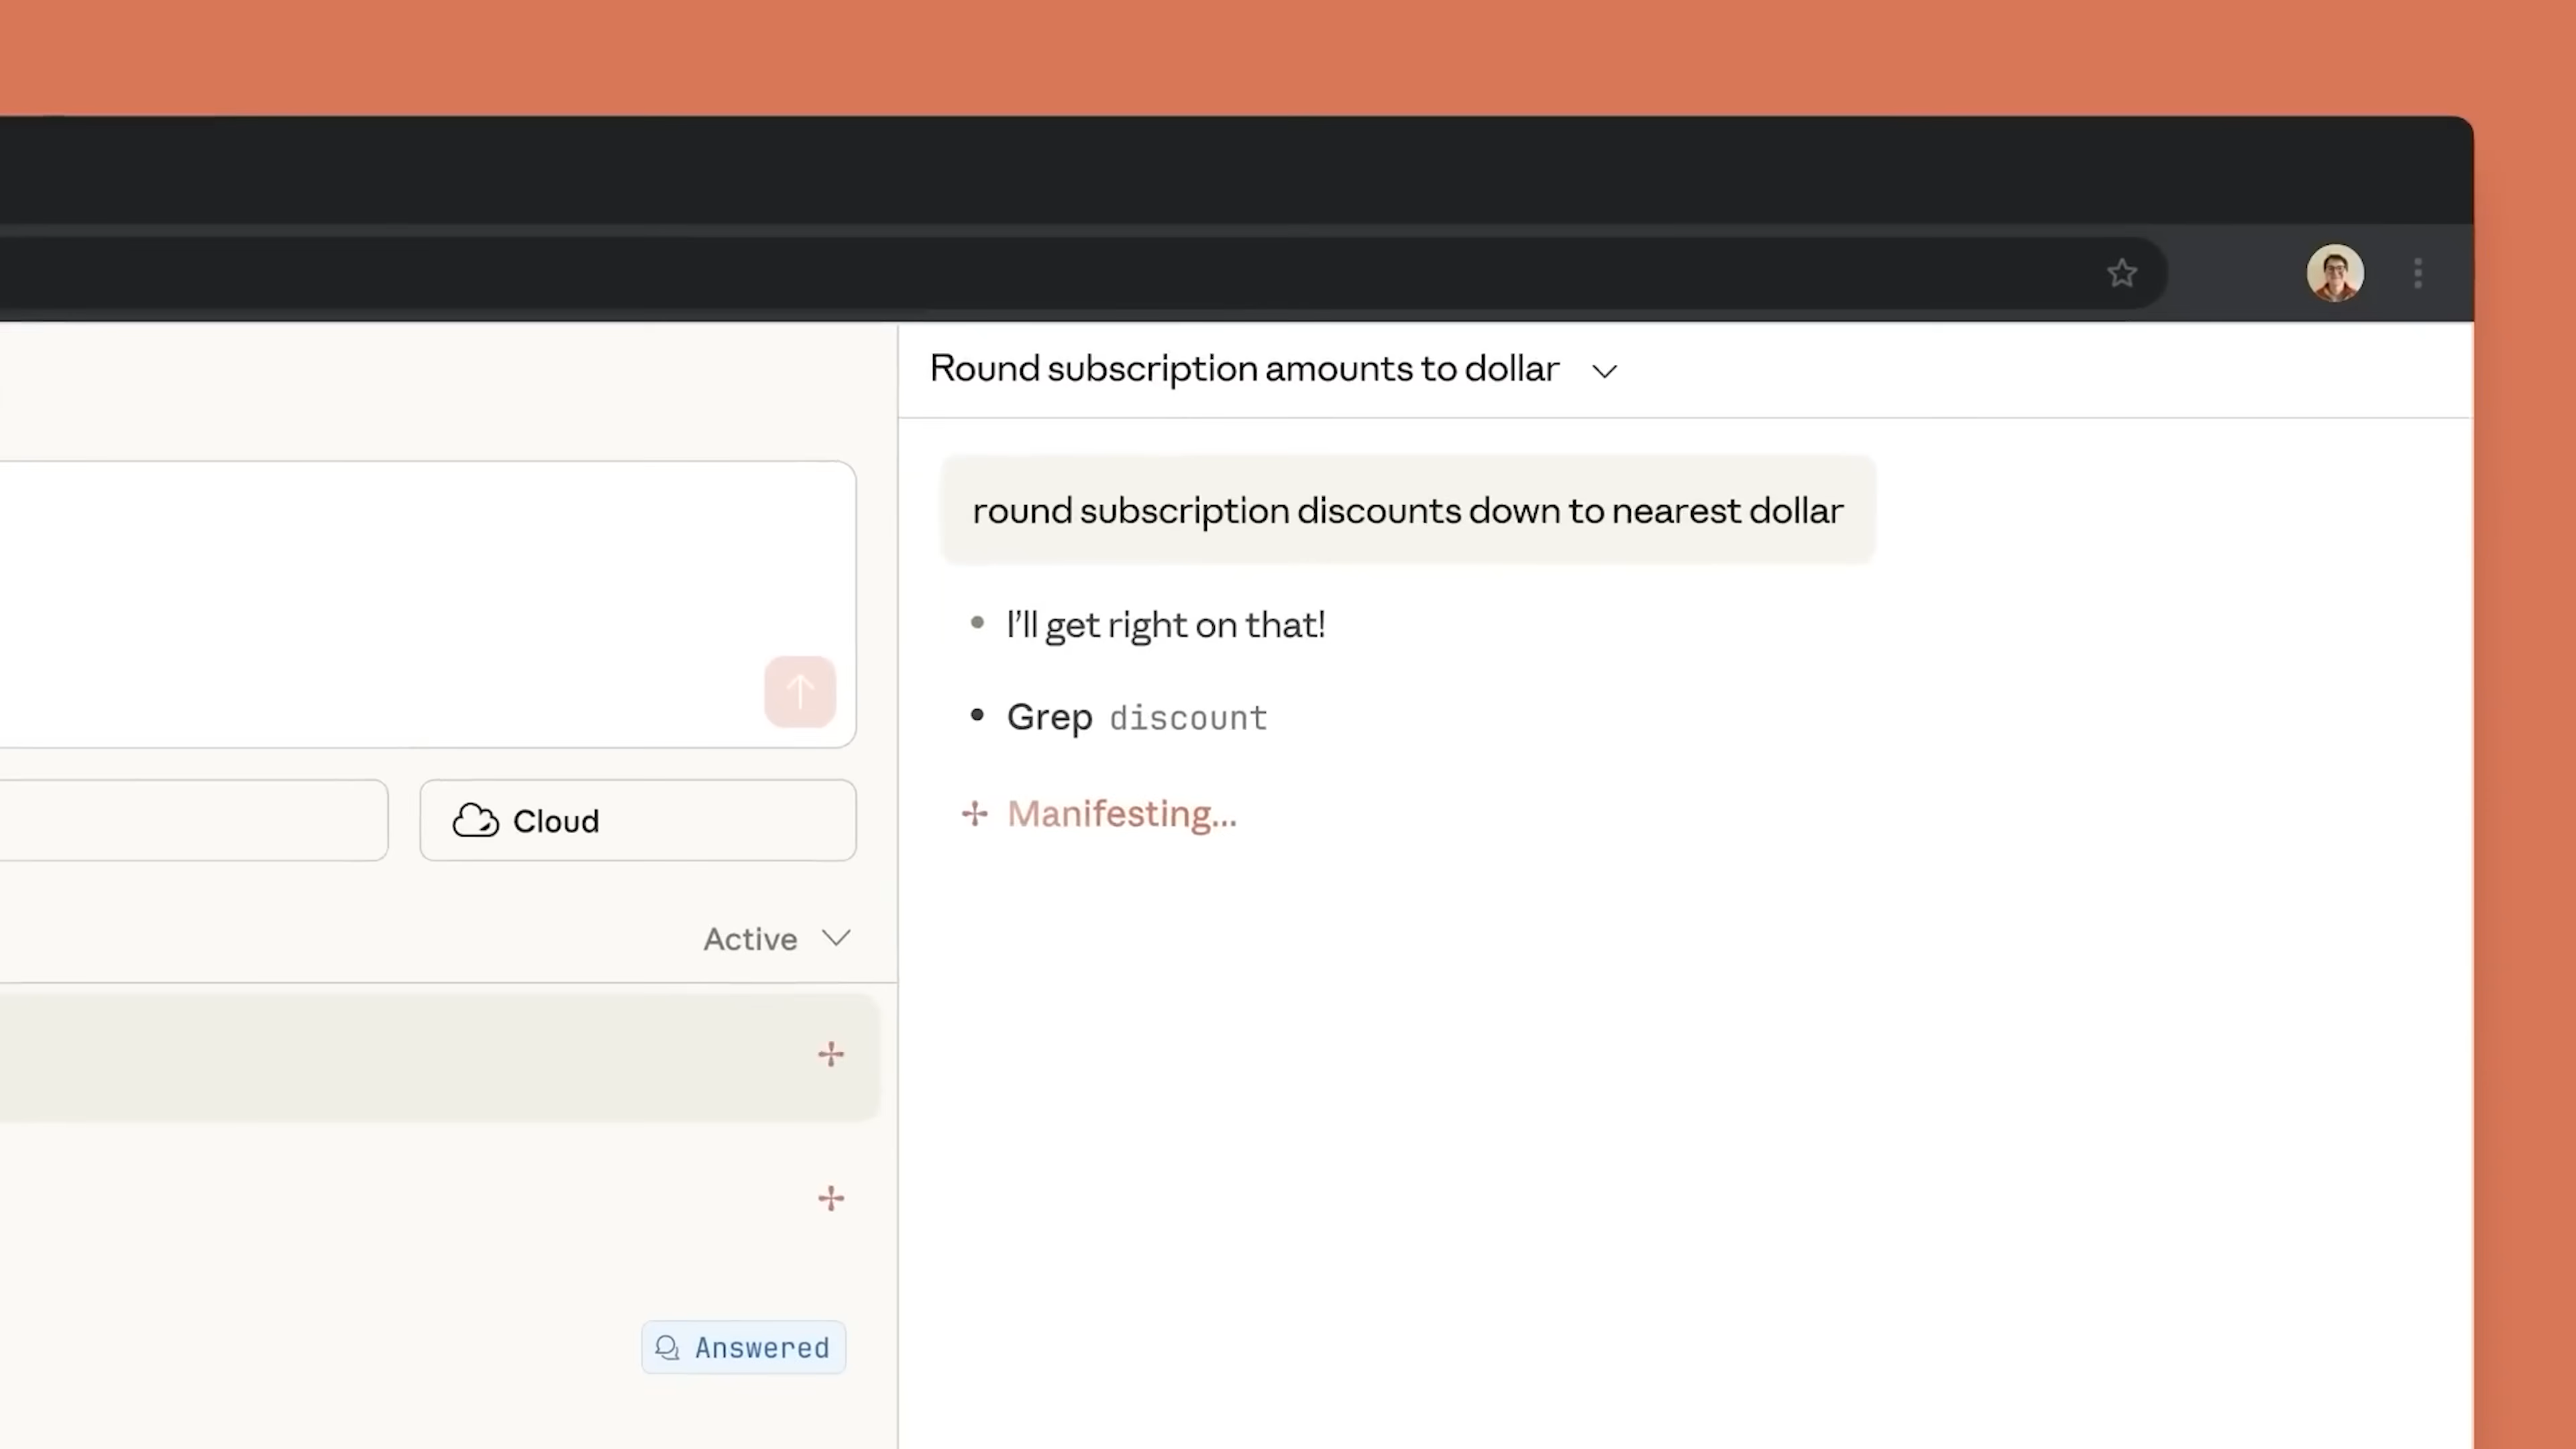 Round subscription amounts to dollar
round subscription discounts down to nearest dollar
I'll get right on that!
Grep discount
Manifesting...
Cloud
Active
Answered